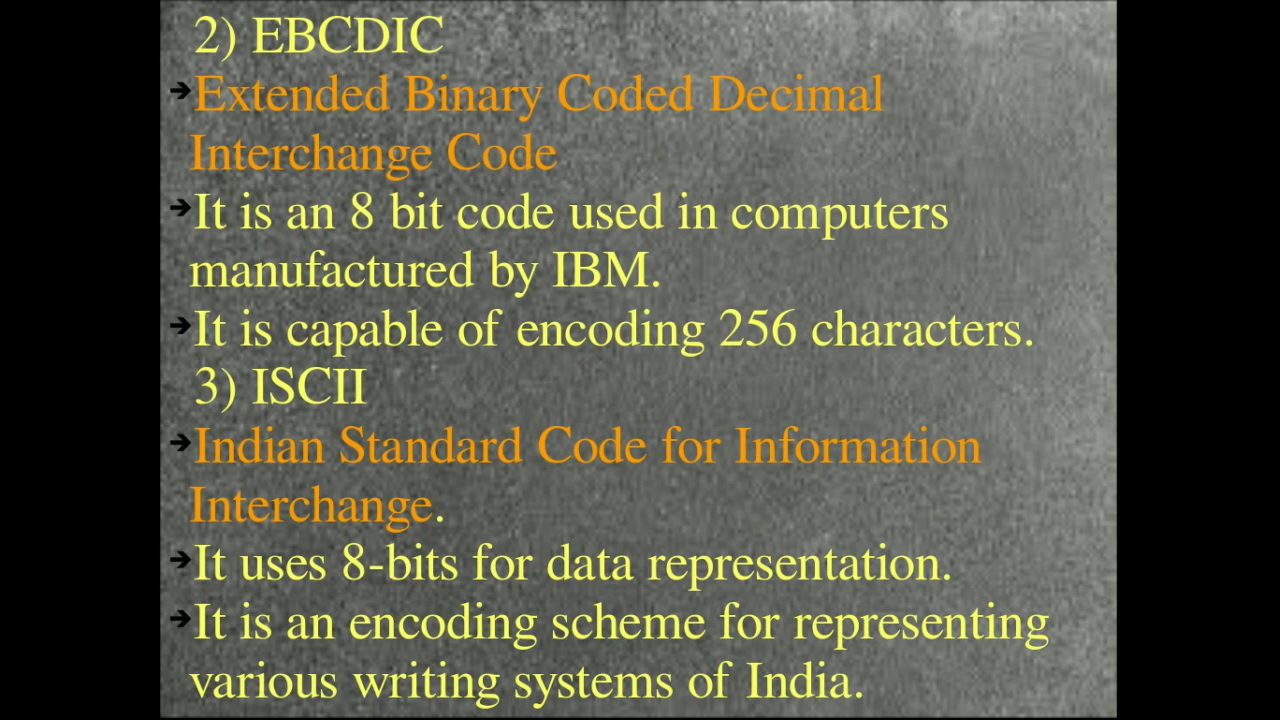 2) EBCDIC
➔Extended Binary Coded Decimal
Interchange Code
➔It is an 8 bit code used in computers
manufactured by IBM.
➔It is capable of encoding 256 characters.
3) ISCII
➔Indian Standard Code for Information
Interchange.
➔It uses 8-bits for data representation.
➔It is an encoding scheme for representing
various writing systems of India.